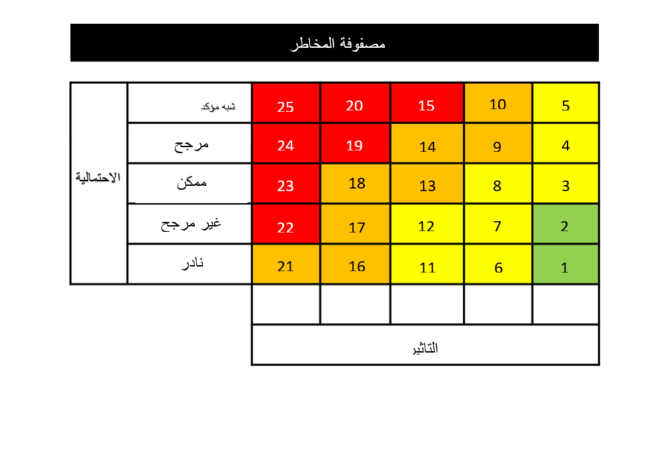 مصفوفة المخاطر
الاحتمالية
شبه مؤكد 25 20 15 10 5
مرجح 24 19 14 9 4
ممكن 23 18 13 8 3
غير مرجح 22 17 12 7 2
نادر 21 16 11 6 1
التاثير